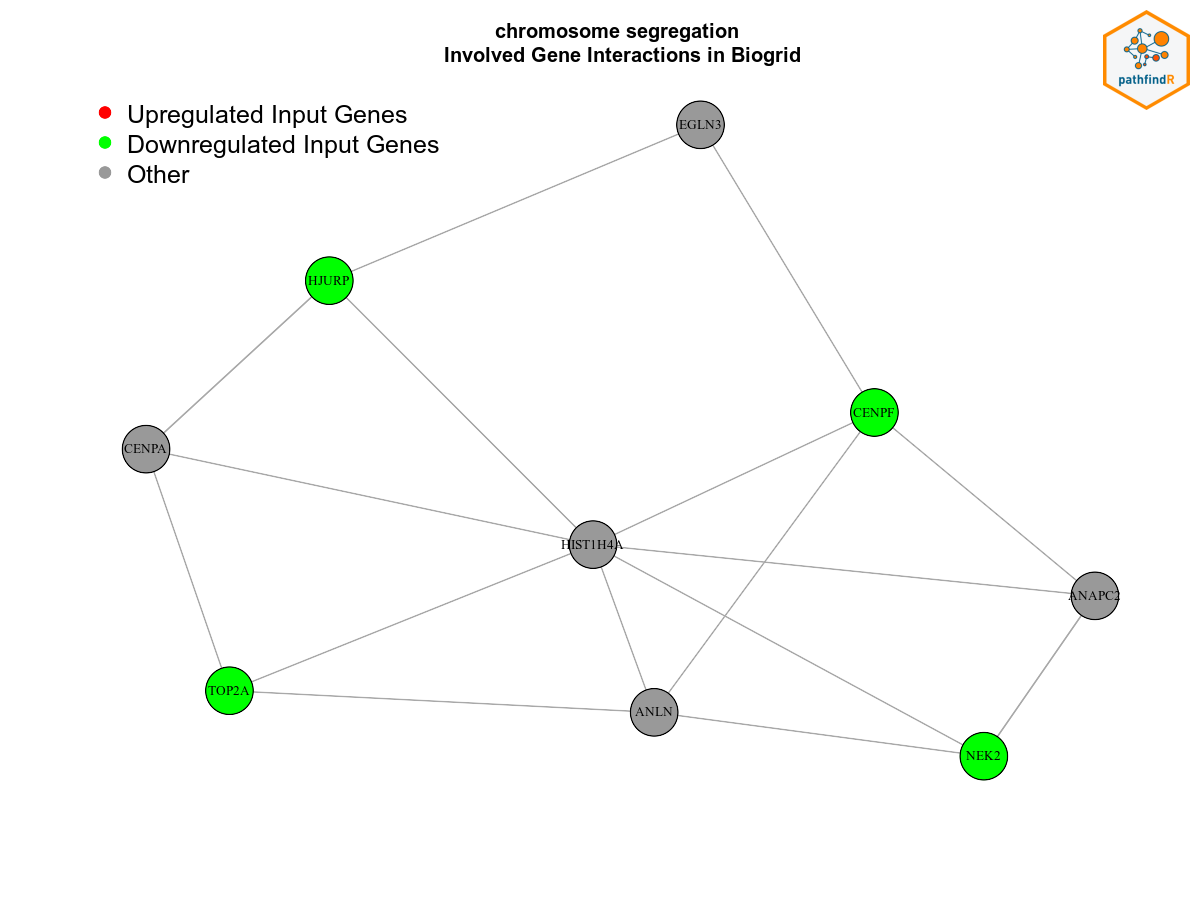 chromosome segregation
Involved Gene Interactions in Biogrid
pathfindR
Upregulated Input Genes
Downregulated Input Genes
Other
EGLN3
HJURP
CENPF
CENPA
HIST1H4A
ANAPC2
TOP2A
ANLN
NEK2